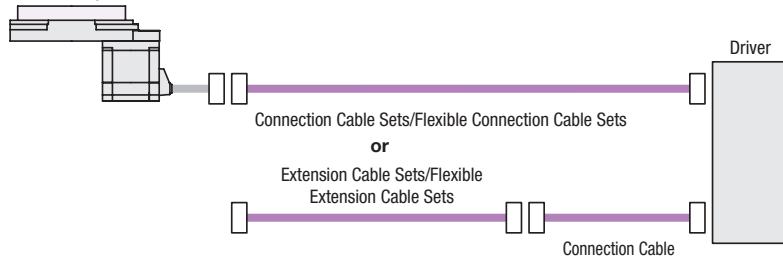 Driver
Connection Cable Sets/Flexible Connection Cable Sets
or
Extension Cable Sets/Flexible
Extension Cable Sets
Connection Cable